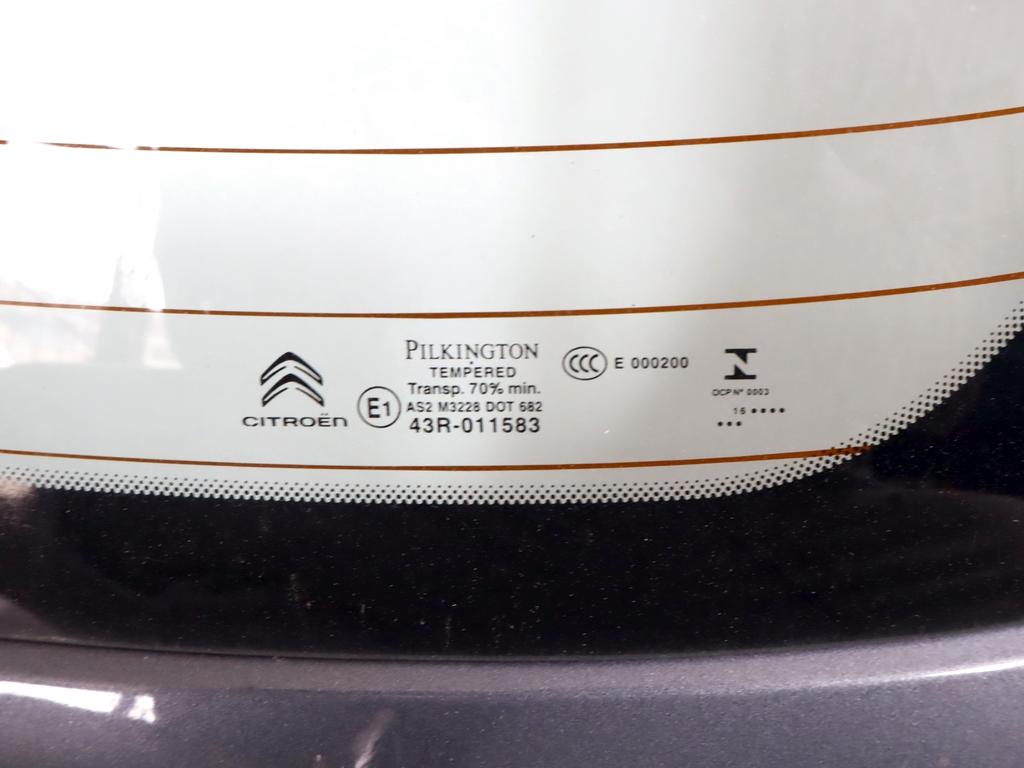 CITROËN
PILKINGTON
TEMPERED
Transp. 70% min.
E1
AS2 M3228 DOT 682
43R-011583
CCC E 000200
N
OCP Nº 0003
16 ••••
•••